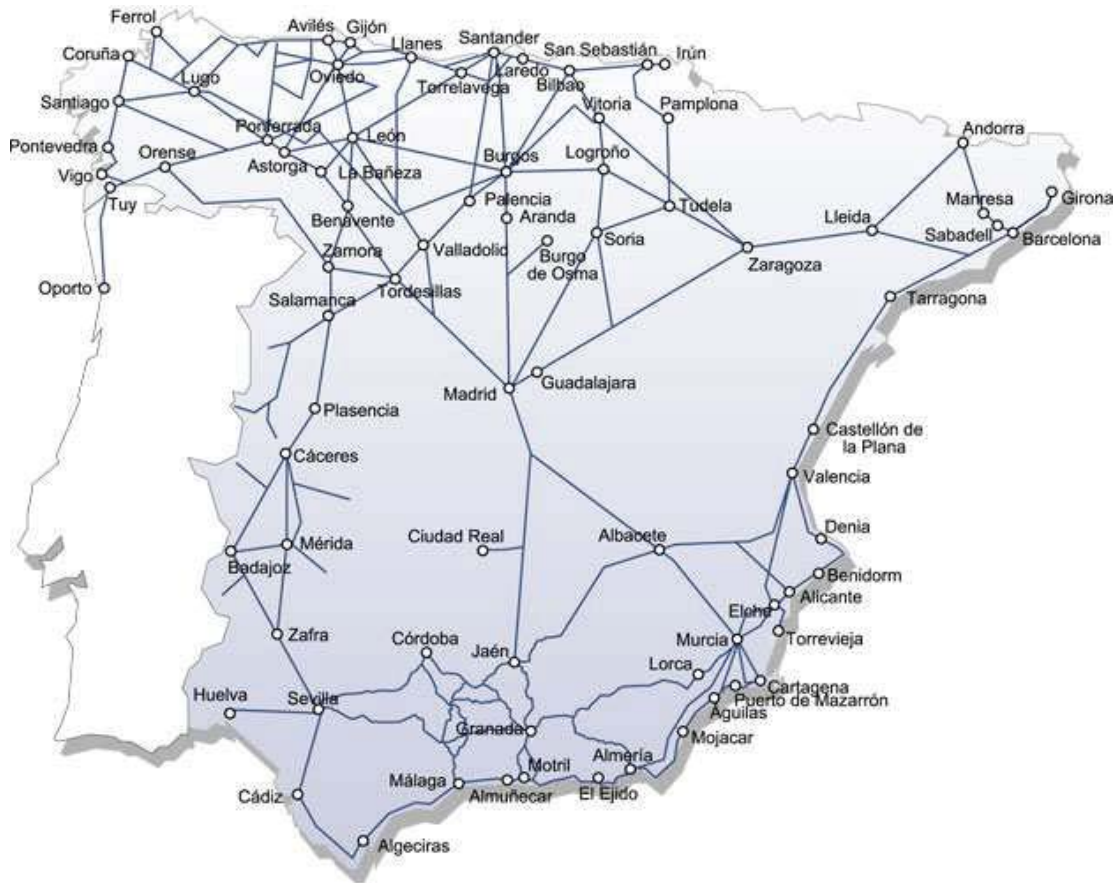 Ferrol
Avilés
Gijón
Coruña
Llanes
Santander
San Sebastián
Irún
Lugo
Oviedo
Torrelavega
Laredo
Bilbao
Santiago
Vitoria
Pamplona
Ponferrada
León
Andorra
Pontevedra
Orense
Astorga
La Bañeza
Burgos
Logroño
Vigo
Tuy
Benavente
Palencia
Aranda
Tudela
Lleida
Manresa
Girona
Sabadell
Barcelona
Zamora
Valladolic
Burgo
de Osma
Soria
Zaragoza
Oporto
Salamanca
Tordesillas
Tarragona
Madrid
Guadalajara
Plasencia
Castellón de
la Plana
Cáceres
Valencia
Ciudad Real
Albacete
Denia
Badajoz
Mérida
Benidorm
Alicante
Elche
Zafra
Córdoba
Jaén
Murcia
Torrevieja
Lorca
Huelva
Sevilla
Cartagena
Puerto de Mazarrón
Aguilas
Granada
Mojacar
Cádiz
Málaga
Motril
Almería
Almuñecar
El Ejido
Algeciras